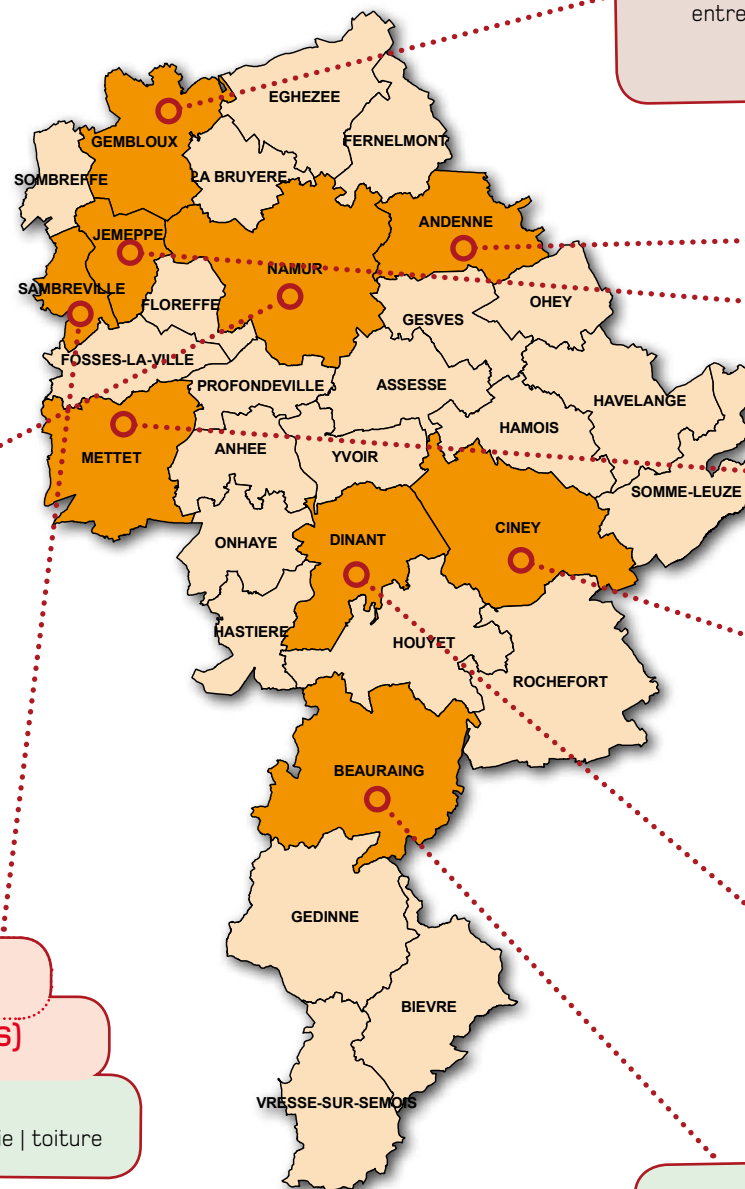 entre
EGHEZEE
GEMBLOUX
FERNELMONT
SOMBREFFE
LA BRUYERE
ANDENNE
JEMEPPE
NAMUR
SAMBREVILLE
FLOREFFE
OHEY
GESVES
FOSSES-LA-VILLE
PROFONDEVILLE
ASSESSE
HAVELANGE
HAMOIS
ANHEE
YVOIR
METTET
SOMME-LEUZE
CINEY
DINANT
ONHAYE
HASTIERE
HOUYET
ROCHEFORT
BEAURAING
GEDINNE
BIEVRE
s)
VRESSE-SUR-SEMOIS
ie | toiture